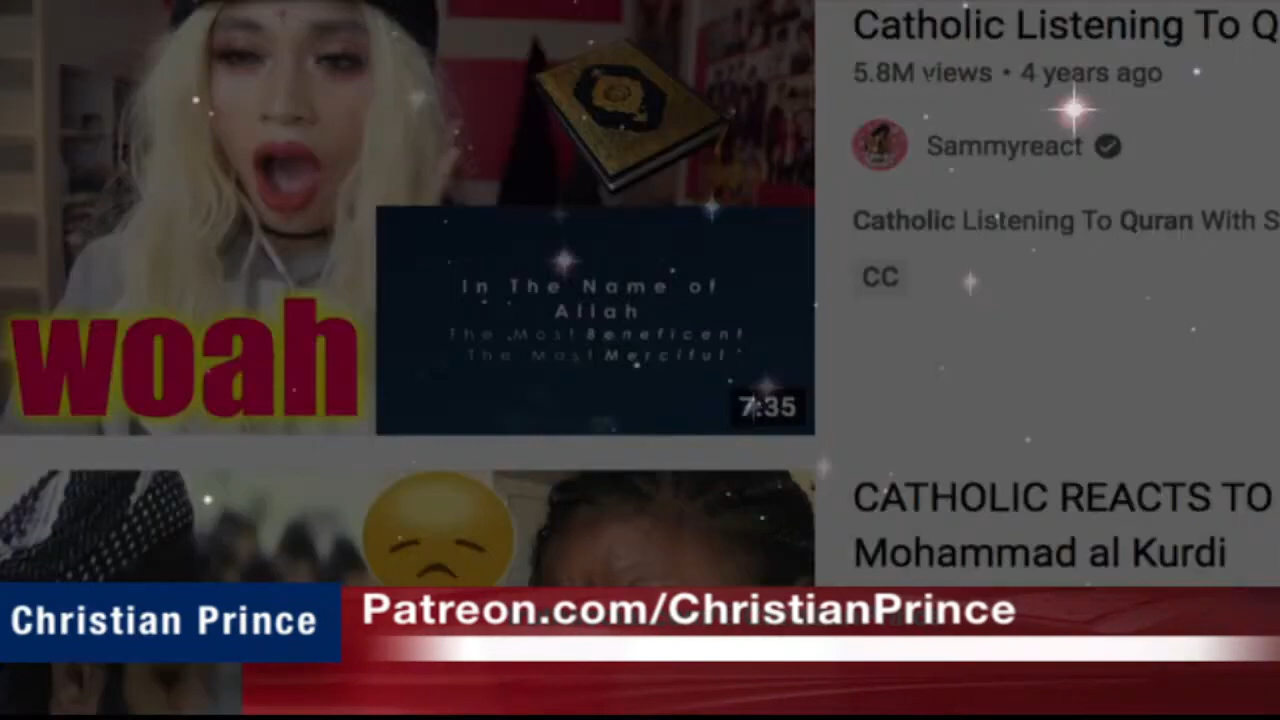 Catholic Listening To Q
5.8M views • 4 years ago
Sammyreact
Catholic Listening To Quran With S
CC
In The Name of
Allah
The Most Beneficent
The Most Merciful
7:35
woah
CATHOLIC REACTS TO
Mohammad al Kurdi
Christian Prince
Patreon.com/ChristianPrince